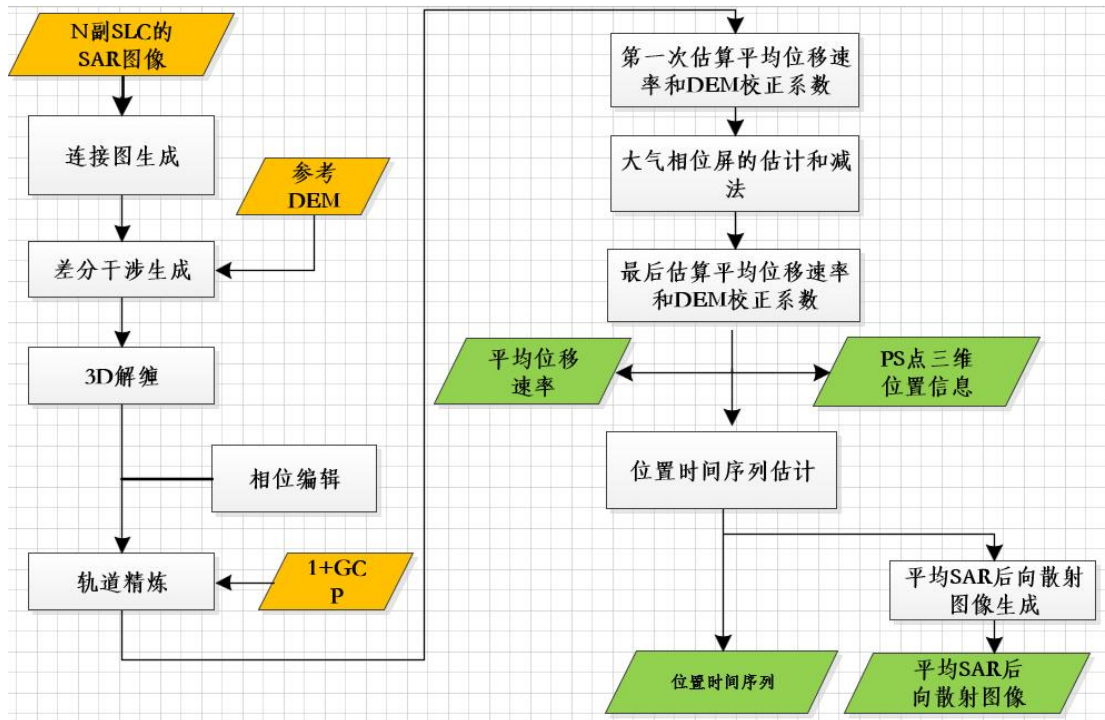 N副SLC的
SAR图像
连接图生成
参考
DEM
差分干涉生成
3D解缠
相位编辑
轨道精炼
1+GC
P
第一次估算平均位移速
率和DEM校正系数
大气相位屏的估计和减
法
最后估算平均位移速率
和DEM校正系数
平均位移
速率
PS点三维
位置信息
位置时间序列估计
平均SAR后向散射
图像生成
位置时间序列
平均SAR后
向散射图像